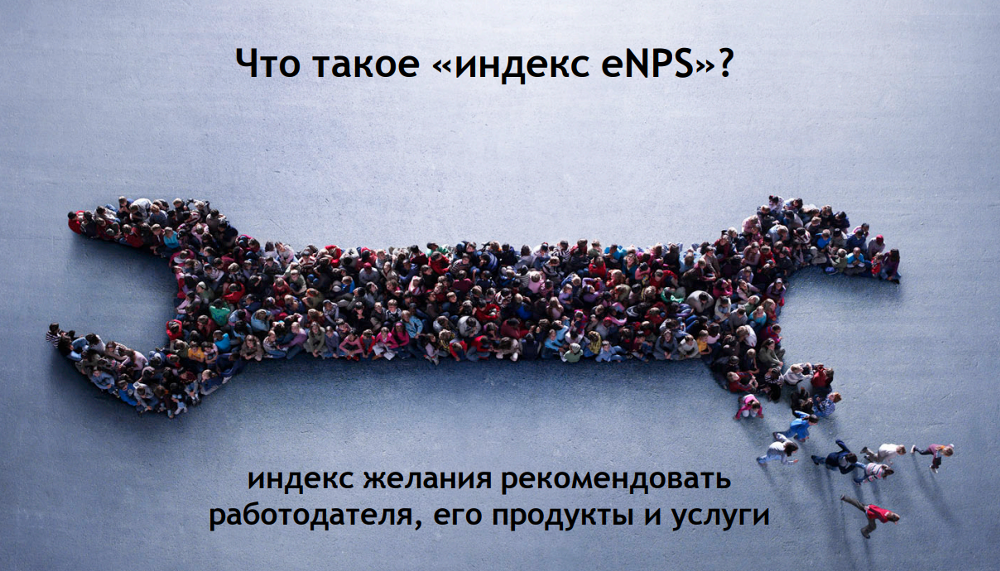 Что такое «индекс eNPS»?
индекс желания рекомендовать
работодателя, его продукты и услуги